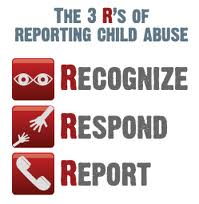 The 3 R's of
Reporting Child Abuse
Recognize
Respond
Report